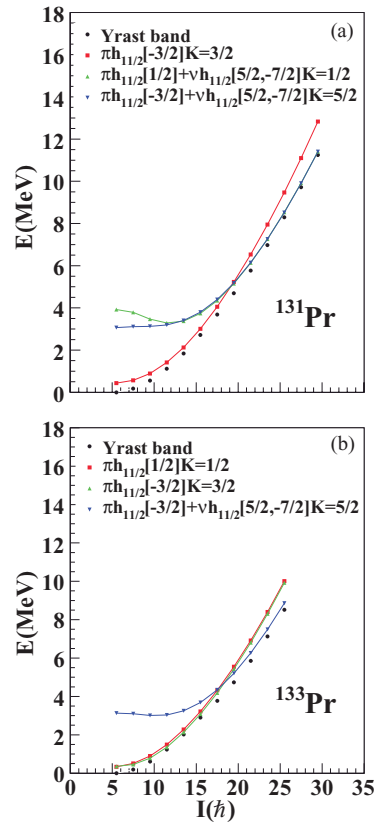 (a)
Yrast band
πh11/2[-3/2]K=3/2
πh11/2[1/2]+νh11/2[5/2,-7/2]K=1/2
πh11/2[-3/2]+νh11/2[5/2,-7/2]K=5/2
18
16
14
12
10
8
6
4
2
0
E(MeV)
131Pr
(b)
Yrast band
πh11/2[1/2]K=1/2
πh11/2[-3/2]K=3/2
πh11/2[-3/2]+νh11/2[5/2,-7/2]K=5/2
18
16
14
12
10
8
6
4
2
0
E(MeV)
133Pr
0 5 10 15 20 25 30 35
I(ℏ)